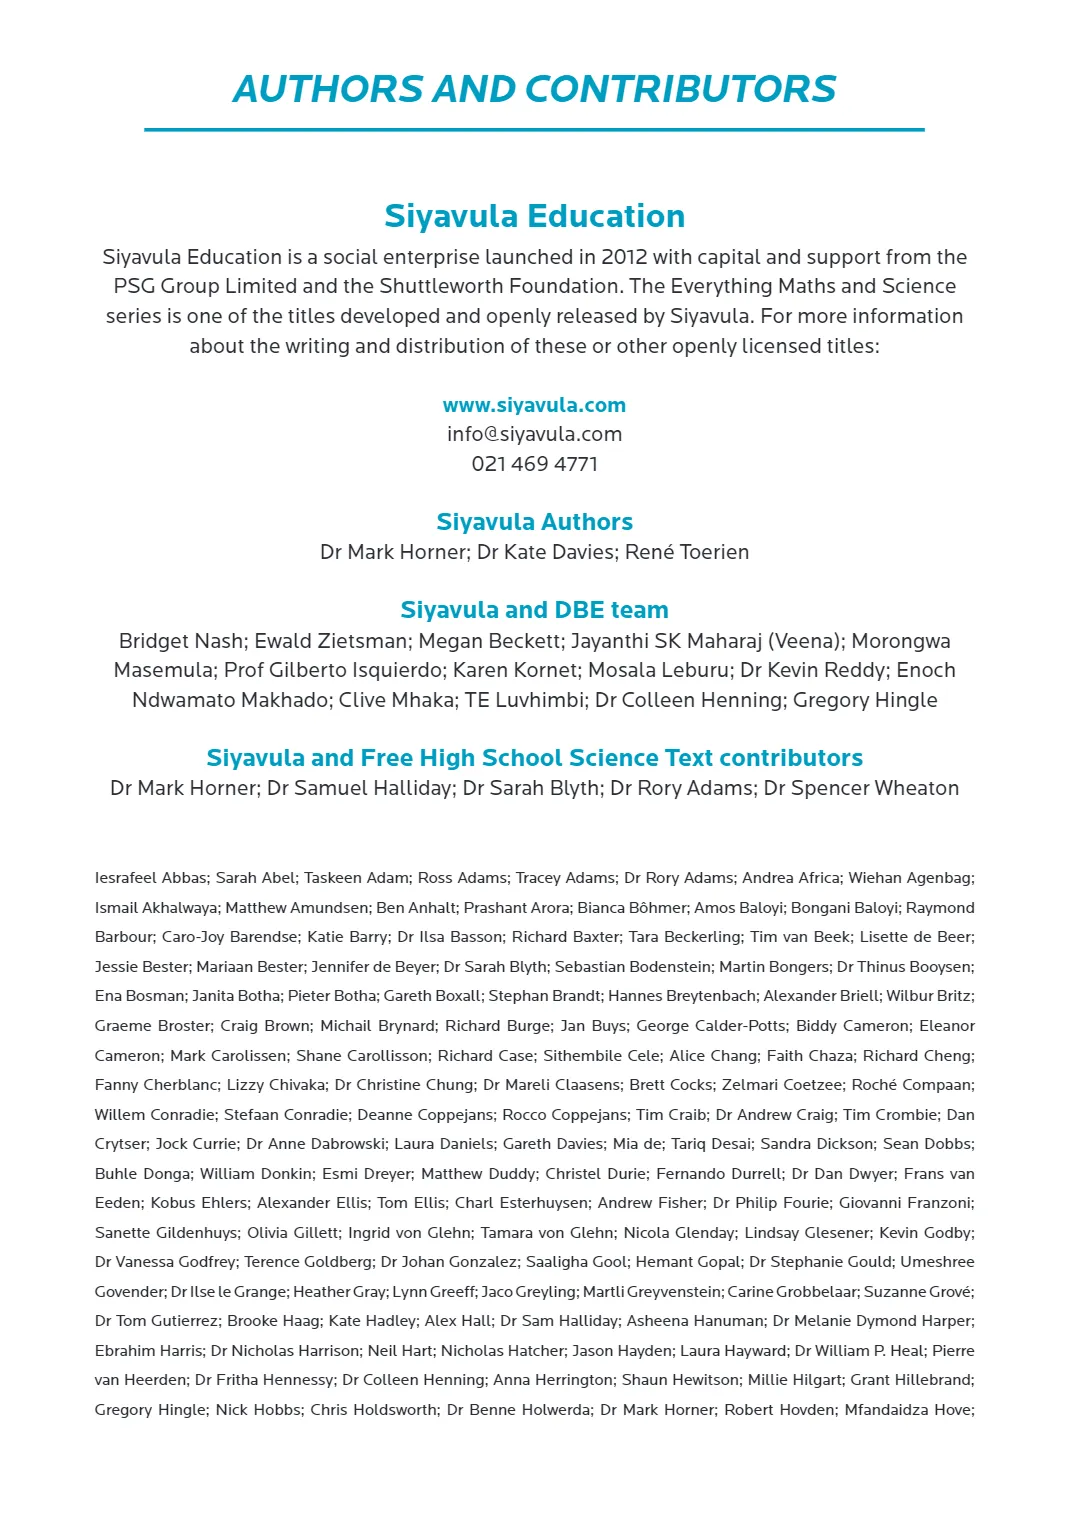 AUTHORS AND CONTRIBUTORS
Siyavula Education
Siyavula Education is a social enterprise launched in 2012 with capital and support from the
PSG Group Limited and the Shuttleworth Foundation. The Everything Maths and Science
series is one of the titles developed and openly released by Siyavula. For more information
about the writing and distribution of these or other openly licensed titles:
www.siyavula.com
info@siyavula.com
021 469 4771
Siyavula Authors
Dr Mark Horner; Dr Kate Davies; René Toerien
Siyavula and DBE team
Bridget Nash; Ewald Zietsman; Megan Beckett; Jayanthi SK Maharaj (Veena); Morongwa
Masemula; Prof Gilberto Isquierdo; Karen Kornet; Mosala Leburu; Dr Kevin Reddy; Enoch
Ndwamato Makhado; Clive Mhaka; TE Luvhimbi; Dr Colleen Henning; Gregory Hingle
Siyavula and Free High School Science Text contributors
Dr Mark Horner; Dr Samuel Halliday; Dr Sarah Blyth; Dr Rory Adams; Dr Spencer Wheaton
Iesrafeel Abbas; Sarah Abel; Taskeen Adam; Ross Adams; Tracey Adams; Dr Rory Adams; Andrea Africa; Wiehan Agenbag;
Ismail Akhalwaya; Matthew Amundsen; Ben Anhalt; Prashant Arora; Bianca Bôhmer; Amos Baloyi; Bongani Baloyi; Raymond
Barbour; Caro-Joy Barendse; Katie Barry; Dr Ilsa Basson; Richard Baxter; Tara Beckerling; Tim van Beek; Lisette de Beer;
Jessie Bester; Mariaan Bester; Jennifer de Beyer; Dr Sarah Blyth; Sebastian Bodenstein; Martin Bongers; Dr Thinus Booysen;
Ena Bosman; Janita Botha; Pieter Botha; Gareth Boxall; Stephan Brandt; Hannes Breytenbach; Alexander Briell; Wilbur Britz;
Graeme Broster; Craig Brown; Michail Brynard; Richard Burge; Jan Buys; George Calder-Potts; Biddy Cameron; Eleanor
Cameron; Mark Carolissen; Shane Carollisson; Richard Case; Sithembile Cele; Alice Chang; Faith Chaza; Richard Cheng;
Fanny Cherblanc; Lizzy Chivaka; Dr Christine Chung; Dr Mareli Claasens; Brett Cocks; Zelmari Coetzee; Roché Compaan;
Willem Conradie; Stefaan Conradie; Deanne Coppejans; Rocco Coppejans; Tim Craib; Dr Andrew Craig; Tim Crombie; Dan
Crytser; Jock Currie; Dr Anne Dabrowski; Laura Daniels; Gareth Davies; Mia de; Tariq Desai; Sandra Dickson; Sean Dobbs;
Buhle Donga; William Donkin; Esmi Dreyer; Matthew Duddy; Christel Durie; Fernando Durrell; Dr Dan Dwyer; Frans van
Eeden; Kobus Ehlers; Alexander Ellis; Tom Ellis; Charl Esterhuysen; Andrew Fisher; Dr Philip Fourie; Giovanni Franzoni;
Sanette Gildenhuys; Olivia Gillett; Ingrid von Glehn; Tamara von Glehn; Nicola Glenday; Lindsay Glesener; Kevin Godby;
Dr Vanessa Godfrey; Terence Goldberg; Dr Johan Gonzalez; Saaligha Gool; Hemant Gopal; Dr Stephanie Gould; Umeshree
Govender; Dr Ilse le Grange; Heather Gray; Lynn Greeff; Jaco Greyling; Martli Greyvenstein; Carine Grobbelaar; Suzanne Grové;
Dr Tom Gutierrez; Brooke Haag; Kate Hadley; Alex Hall; Dr Sam Halliday; Asheena Hanuman; Dr Melanie Dymond Harper;
Ebrahim Harris; Dr Nicholas Harrison; Neil Hart; Nicholas Hatcher; Jason Hayden; Laura Hayward; Dr William P. Heal; Pierre
van Heerden; Dr Fritha Hennessy; Dr Colleen Henning; Anna Herrington; Shaun Hewitson; Millie Hilgart; Grant Hillebrand;
Gregory Hingle; Nick Hobbs; Chris Holdsworth; Dr Benne Holwerda; Dr Mark Horner; Robert Hovden; Mfandaidza Hove;